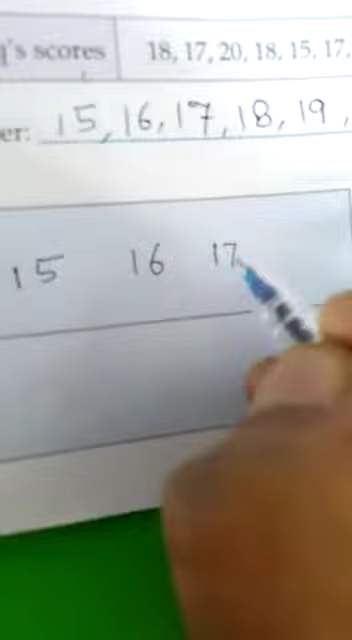 's scores 18, 17, 20, 18, 15, 17,
er: 15, 16, 17, 18, 19,
15 16 17